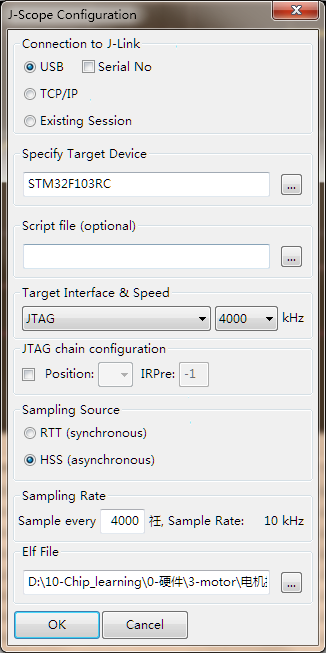 J-Scope Configuration
Connection to J-Link
USB Serial No
TCP/IP
Existing Session
Specify Target Device
STM32F103RC
...
Script file (optional)
...
Target Interface & Speed
JTAG 4000 kHz
JTAG chain configuration
Position: IRPre: -1
Sampling Source
RTT (synchronous)
HSS (asynchronous)
Sampling Rate
Sample every 4000 祍, Sample Rate: 10 kHz
Elf File
D:\10-Chip_learning\0-硬件\3-motor\电机 ...
OK Cancel